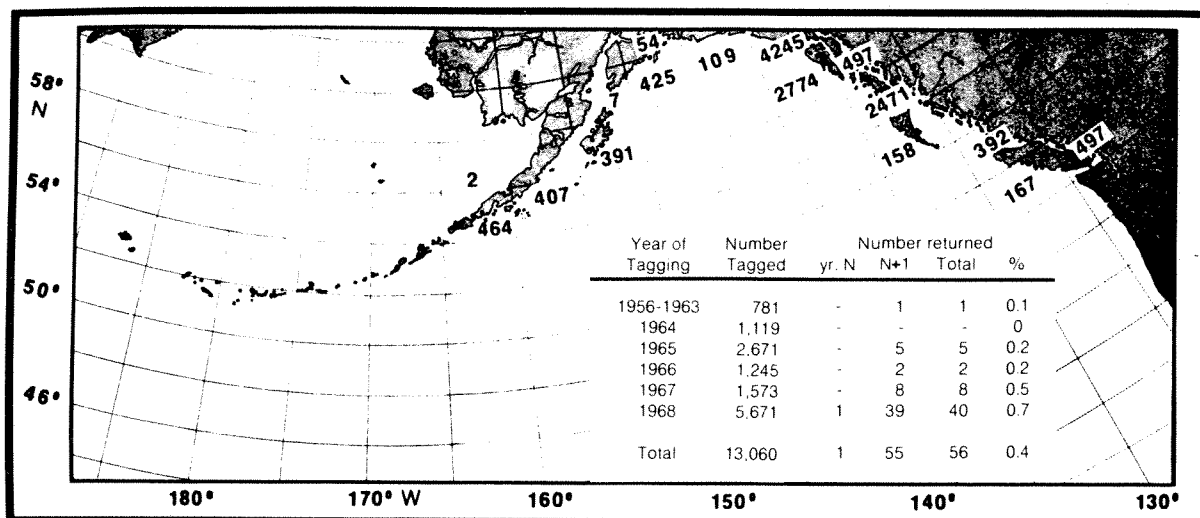 54
425
109
4245
497
2774
2471
158
392
497
167
7
391
407
2
464
58°
N
54°
50°
46°
Year of Number Number returned
Tagging Tagged yr. N N+1 Total %
1956-1963 781 - 1 1 0.1
1964 1,119 - - - 0
1965 2,671 - 5 5 0.2
1966 1,245 - 2 2 0.2
1967 1,573 - 8 8 0.5
1968 5,671 1 39 40 0.7
Total 13,060 1 55 56 0.4
180° 170° W 160° 150° 140° 130°